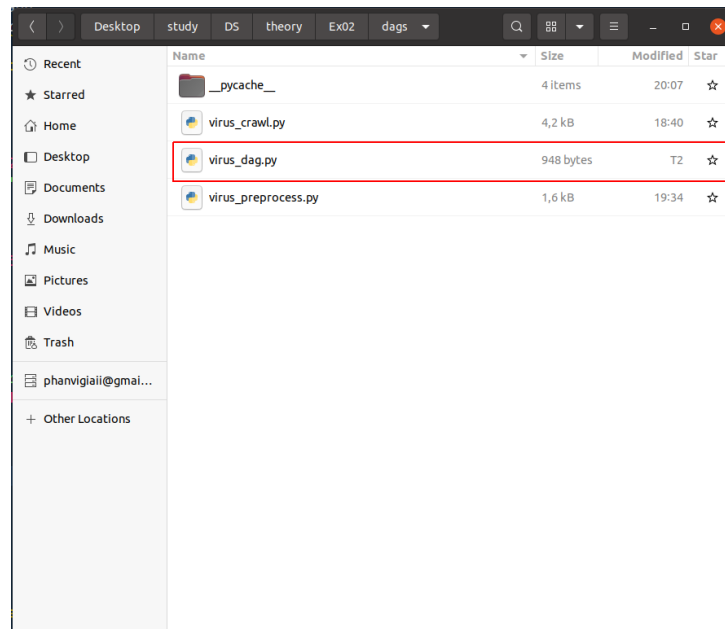 Desktop study DS theory Ex02 dags
Name Size Modified Star
Recent
__pycache__ 4 items 20:07
Starred
virus_crawl.py 4,2 kB 18:40
Home
Desktop
virus_dag.py 948 bytes T2
Documents
virus_preprocess.py 1,6 kB 19:34
Downloads
Music
Pictures
Videos
Trash
phanvigiaii@gmai...
+ Other Locations